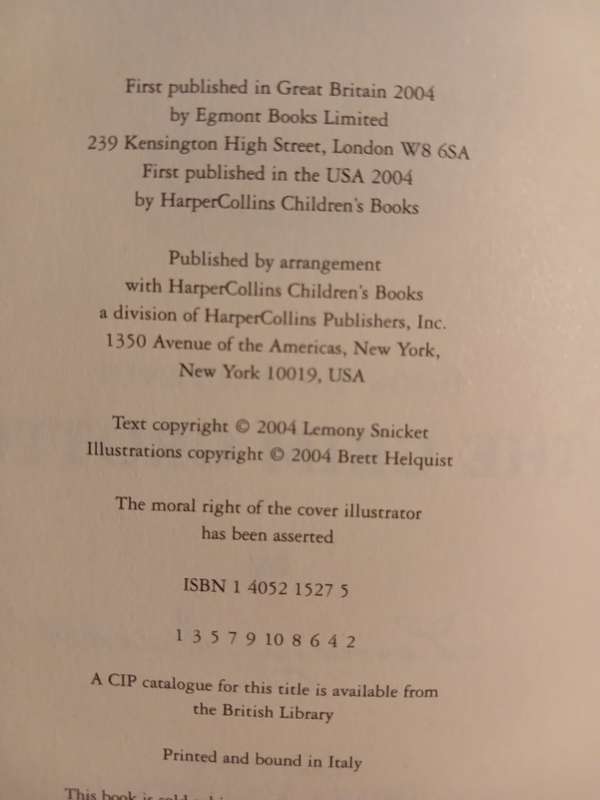 First published in Great Britain 2004
by Egmont Books Limited
239 Kensington High Street, London W8 6SA
First published in the USA 2004
by HarperCollins Children's Books
Published by arrangement
with HarperCollins Children's Books
a division of HarperCollins Publishers, Inc.
1350 Avenue of the Americas, New York,
New York 10019, USA
Text copyright © 2004 Lemony Snicket
Illustrations copyright © 2004 Brett Helquist
The moral right of the cover illustrator
has been asserted
ISBN 1 4052 1527 5
1 3 5 7 9 10 8 6 4 2
A CIP catalogue for this title is available from
the British Library
Printed and bound in Italy
This book is sold